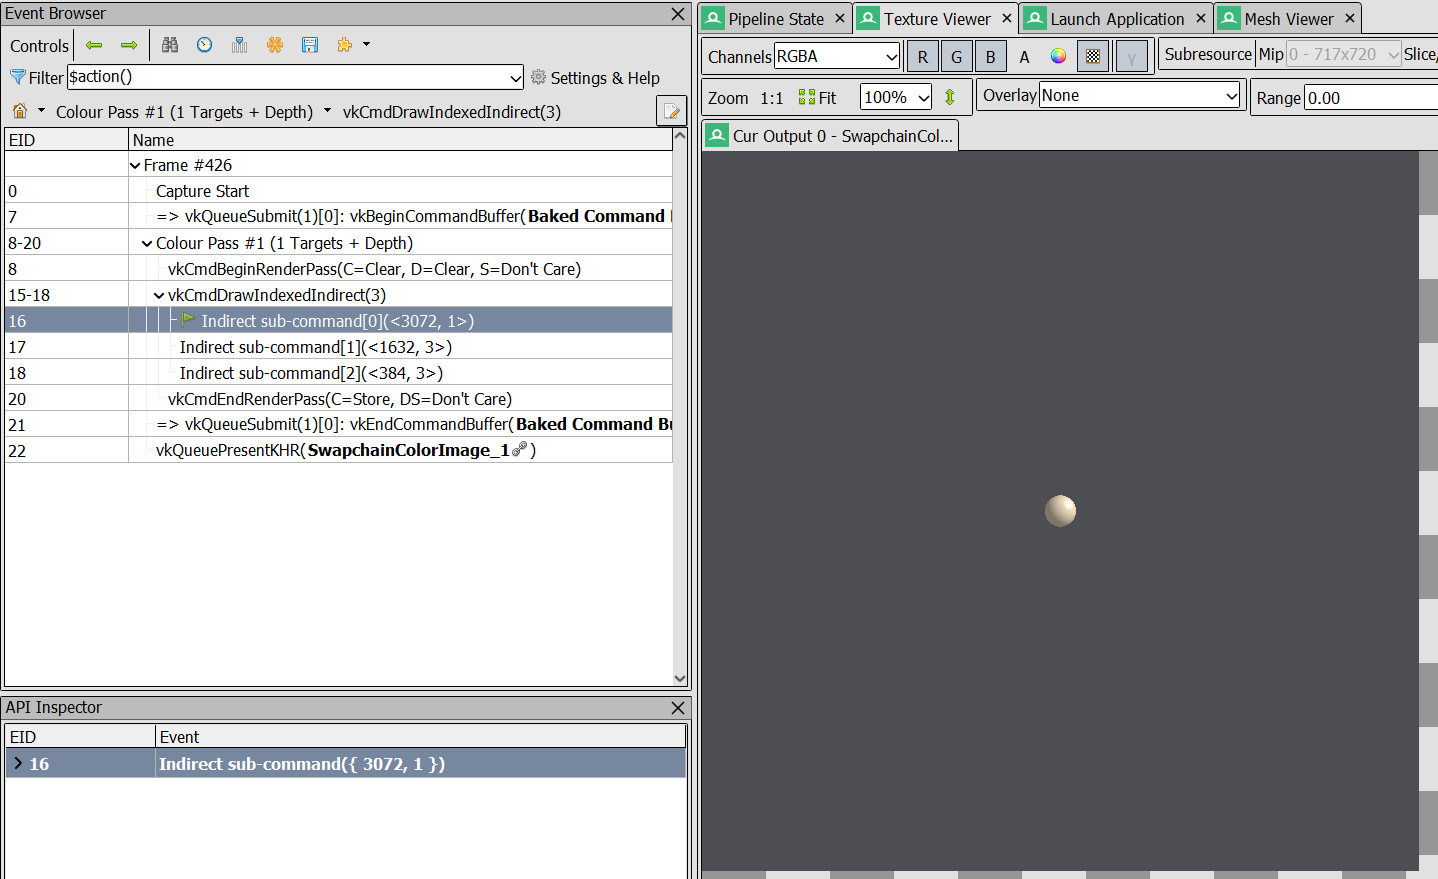 Event Browser
Controls
Filter $action() Settings & Help
Colour Pass #1 (1 Targets + Depth) vkCmdDrawIndexedIndirect(3)
EID Name
Frame #426
0 Capture Start
7 => vkQueueSubmit(1)[0]: vkBeginCommandBuffer(Baked Command
8-20 Colour Pass #1 (1 Targets + Depth)
8 vkCmdBeginRenderPass(C=Clear, D=Clear, S=Don't Care)
15-18 vkCmdDrawIndexedIndirect(3)
16 Indirect sub-command[0](<3072, 1>)
17 Indirect sub-command[1](<1632, 3>)
18 Indirect sub-command[2](<384, 3>)
20 vkCmdEndRenderPass(C=Store, DS=Don't Care)
21 => vkQueueSubmit(1)[0]: vkEndCommandBuffer(Baked Command Bu
22 vkQueuePresentKHR(SwapchainColorImage_1)
API Inspector
EID Event
16 Indirect sub-command({ 3072, 1 })
Pipeline State Texture Viewer Launch Application Mesh Viewer
Channels RGBA R G B A γ Subresource Mip 0 - 717x720 Slice/
Zoom 1:1 Fit 100% Overlay None Range 0.00
Cur Output 0 - SwapchainCol...